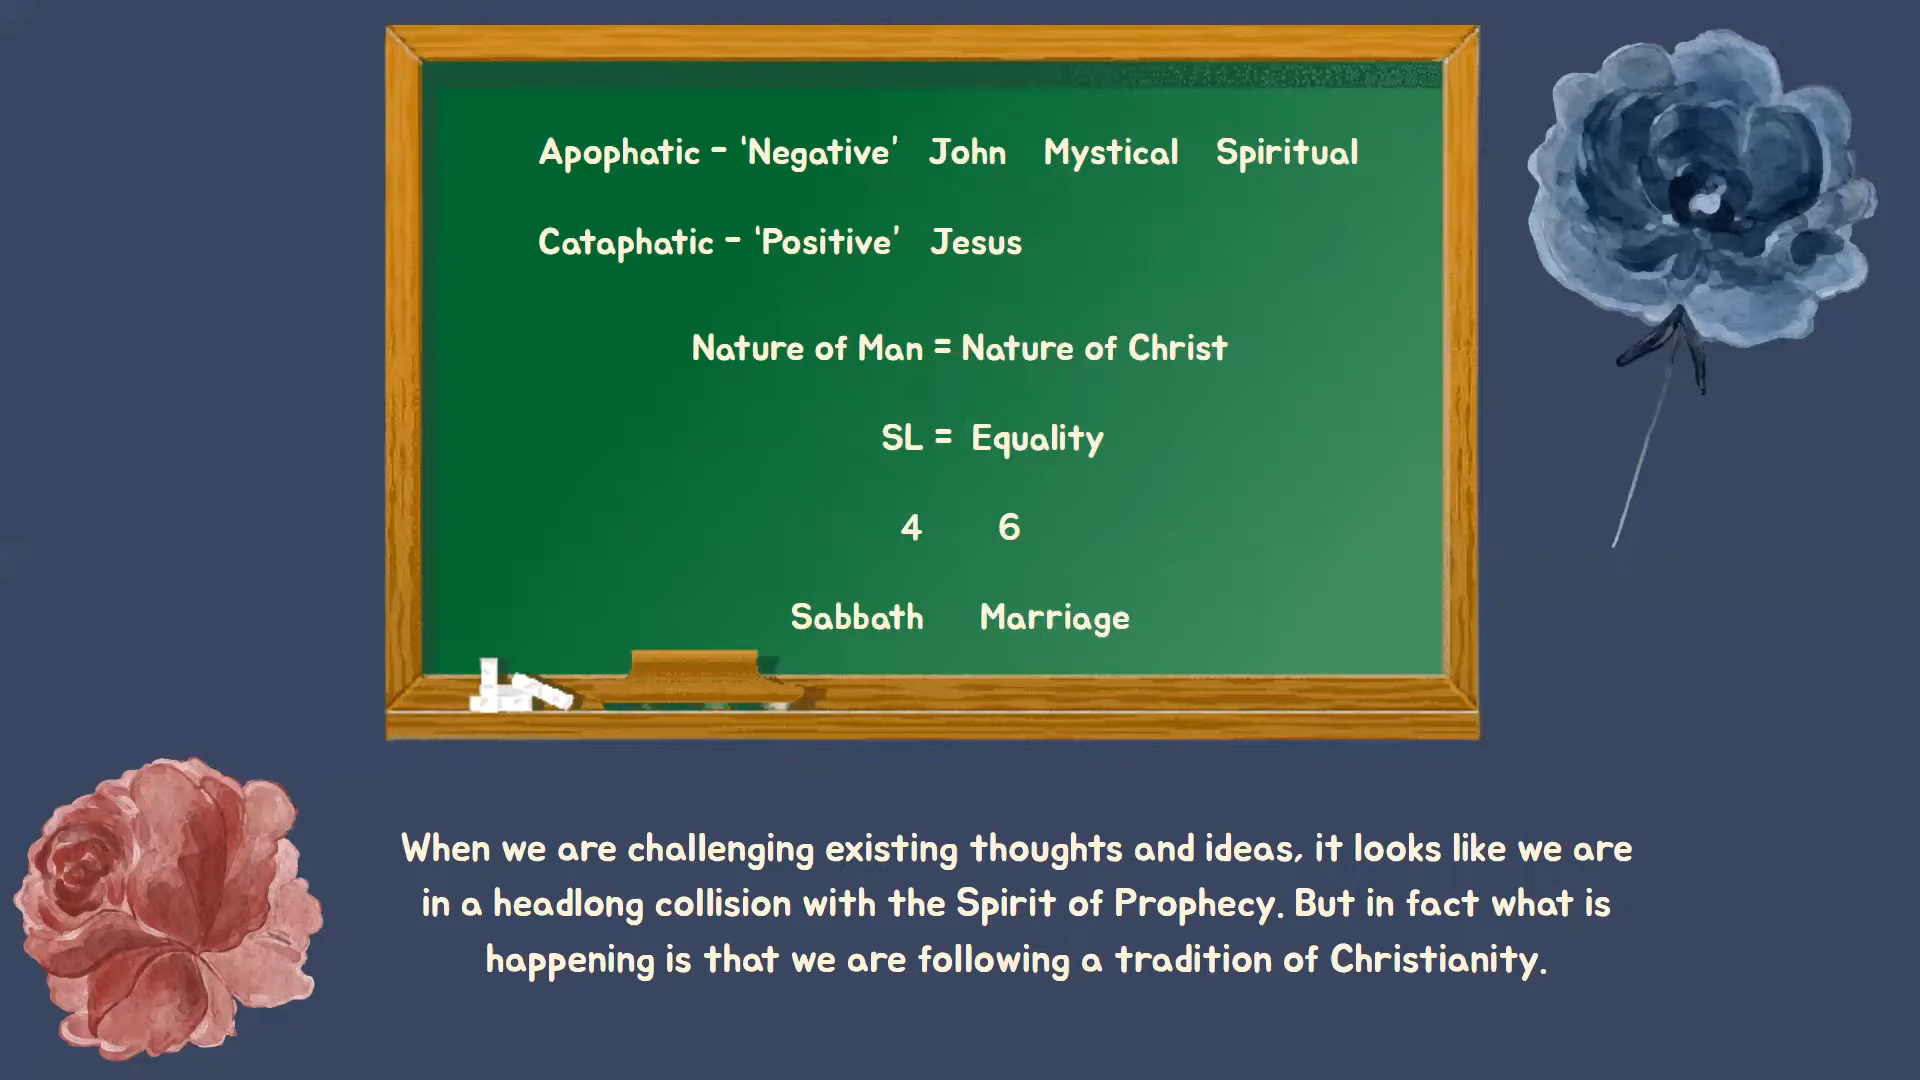 Apophatic - 'Negative' John Mystical Spiritual
Cataphatic - 'Positive' Jesus
Nature of Man = Nature of Christ
SL = Equality
4 6
Sabbath Marriage
When we are challenging existing thoughts and ideas, it looks like we are
in a headlong collision with the Spirit of Prophecy. But in fact what is
happening is that we are following a tradition of Christianity.